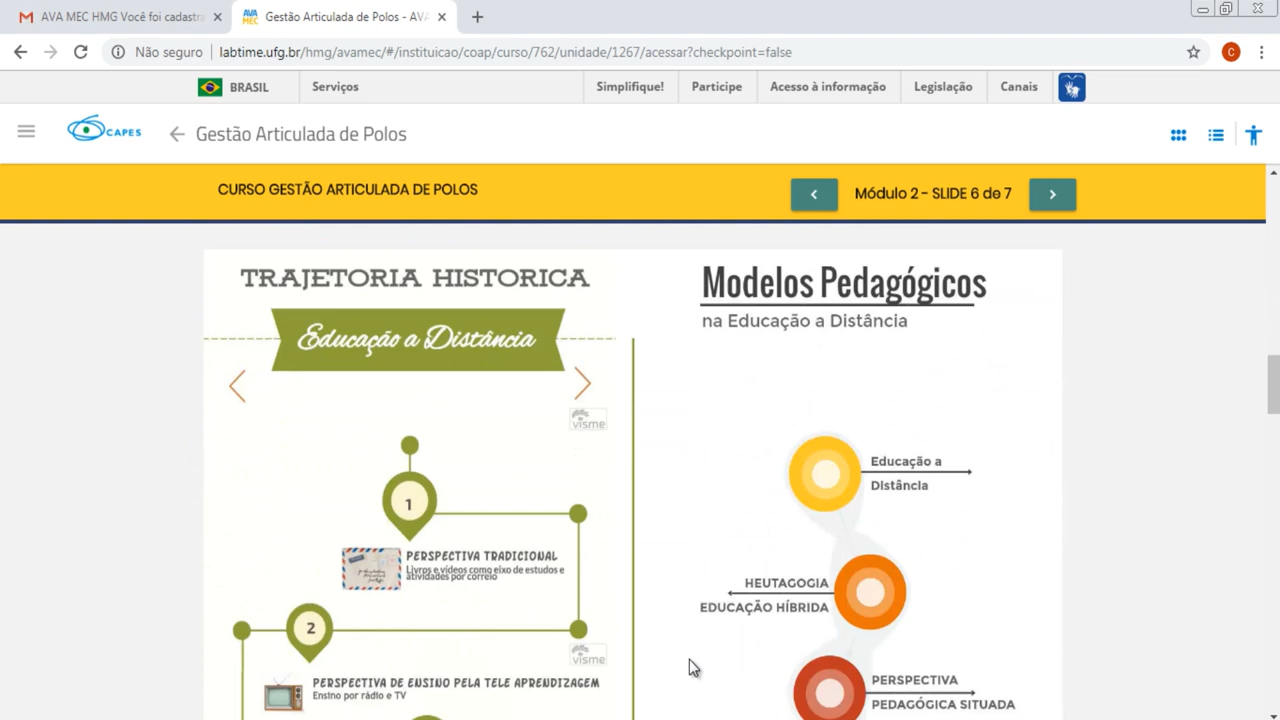 AVA MEC HMG Você foi cadastra
Gestão Articulada de Polos - AVA
Não seguro
labtime.ufg.br/hmg/avamec/#/instituicao/coap/curso/762/unidade/1267/acessar?checkpoint=false
C
BRASIL
Serviços
Simplifique!
Participe
Acesso à informação
Legislação
Canais
CAPES
Gestão Articulada de Polos
CURSO GESTÃO ARTICULADA DE POLOS
Módulo 2 - SLIDE 6 de 7
TRAJETORIA HISTORICA
Educação a Distância
visme
1
PERSPECTIVA TRADICIONAL
Livros e vídeos como eixo de estudos e
atividades por correio
2
visme
PERSPECTIVA DE ENSINO PELA TELE APRENDIZAGEM
Ensino por rádio e TV
Modelos Pedagógicos
na Educação a Distância
Educação a
Distância
HEUTAGOGIA
EDUCAÇÃO HÍBRIDA
PERSPECTIVA
PEDAGÓGICA SITUADA